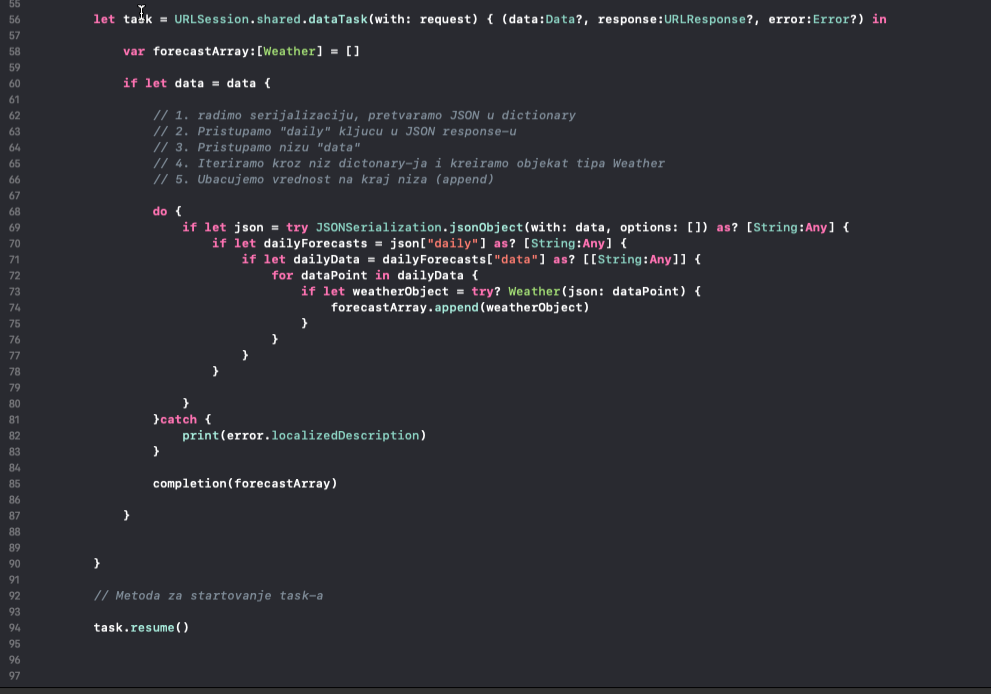 55
56 let task = URLSession.shared.dataTask(with: request) { (data:Data?, response:URLResponse?, error:Error?) in
57
58 var forecastArray:[Weather] = []
59
60 if let data = data {
61
62 // 1. radimo serijalizaciju, pretvaramo JSON u dictionary
63 // 2. Pristupamo "daily" kljucu u JSON response-u
64 // 3. Pristupamo nizu "data"
65 // 4. Iteriramo kroz niz dictonary-ja i kreiramo objekat tipa Weather
66 // 5. Ubacujemo vrednost na kraj niza (append)
67
68 do {
69 if let json = try JSONSerialization.jsonObject(with: data, options: []) as? [String:Any] {
70 if let dailyForecasts = json["daily"] as? [String:Any] {
71 if let dailyData = dailyForecasts["data"] as? [[String:Any]] {
72 for dataPoint in dailyData {
73 if let weatherObject = try? Weather(json: dataPoint) {
74 forecastArray.append(weatherObject)
75 }
76 }
77 }
78 }
79
80 }
81 }catch {
82 print(error.localizedDescription)
83 }
84
85 completion(forecastArray)
86
87 }
88
89
90 }
91
92 // Metoda za startovanje task-a
93
94 task.resume()
95
96
97